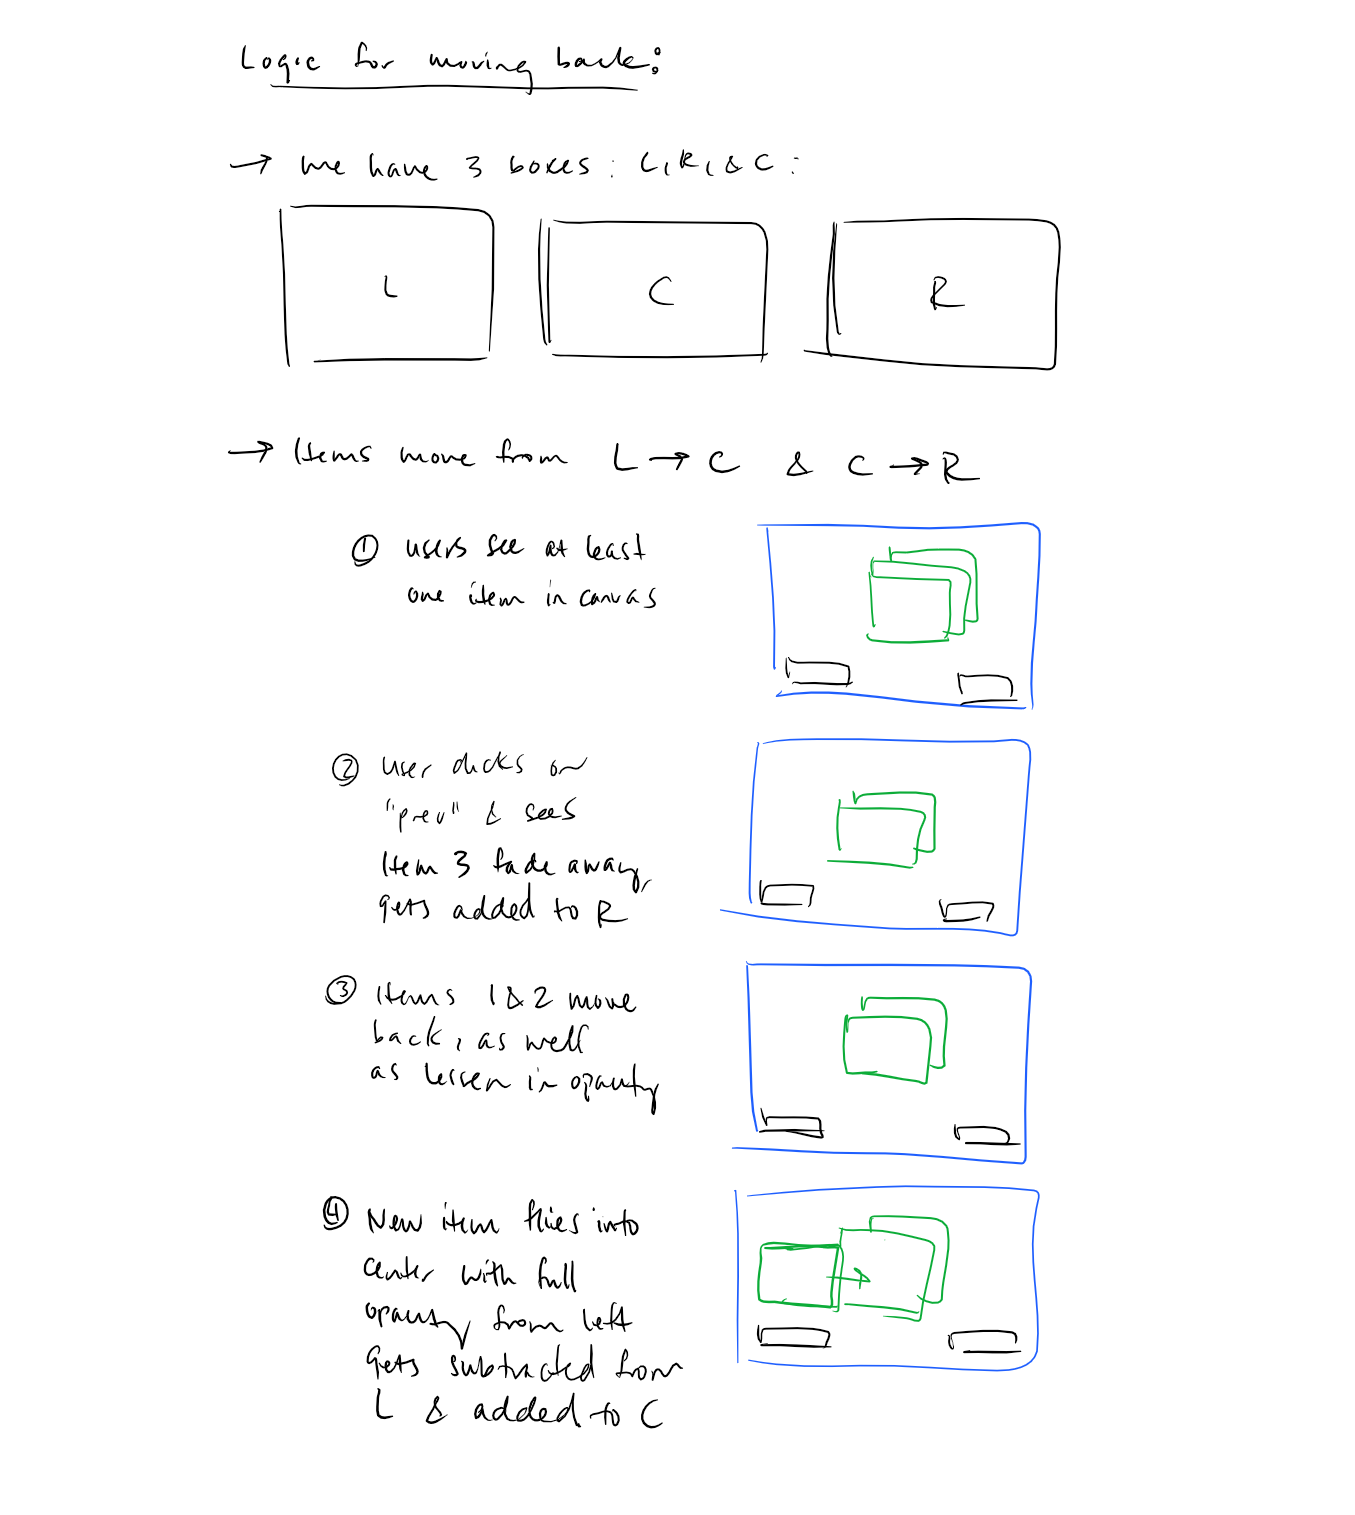 Logic for moving back:
→ We have 3 boxes: L, R, & C:
L C R
→ Items move from L → C & C → R
① users see at least
one item in canvas
② user clicks on
"prev" & sees
Item 3 fade away,
gets added to R
③ Items 1 & 2 move
back, as well
as lessen in opacity
④ New item flies into
center with full
opacity from left
gets subtracted from
L & added to C